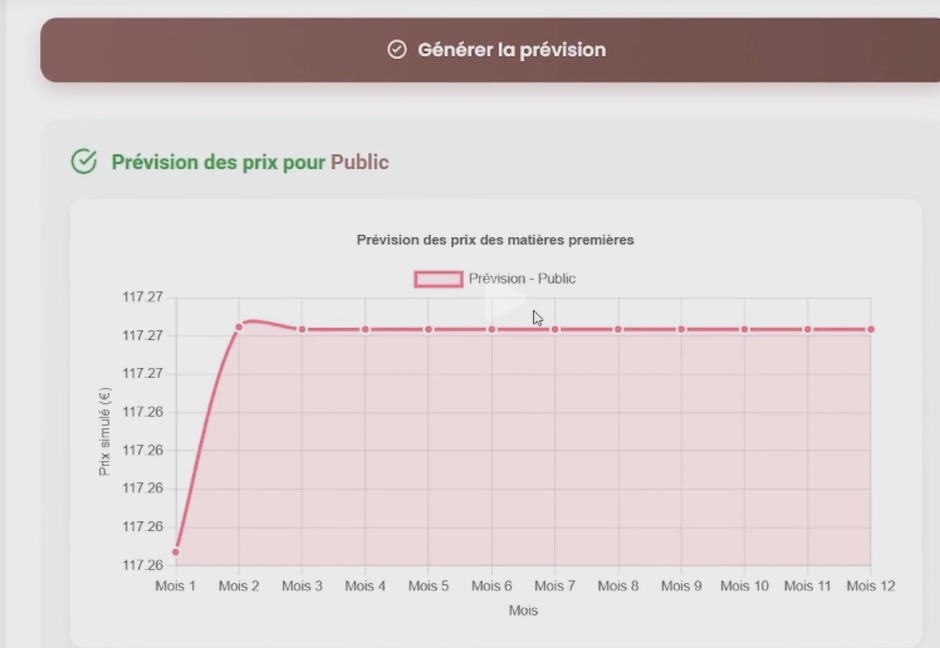 Générer la prévision
Prévision des prix pour Public
Prévision des prix des matières premières
Prévision - Public
117.27
117.27
117.27
117.26
117.26
117.26
117.26
117.26
Prix simulé (€)
Mois 1 Mois 2 Mois 3 Mois 4 Mois 5 Mois 6 Mois 7 Mois 8 Mois 9 Mois 10 Mois 11 Mois 12
Mois